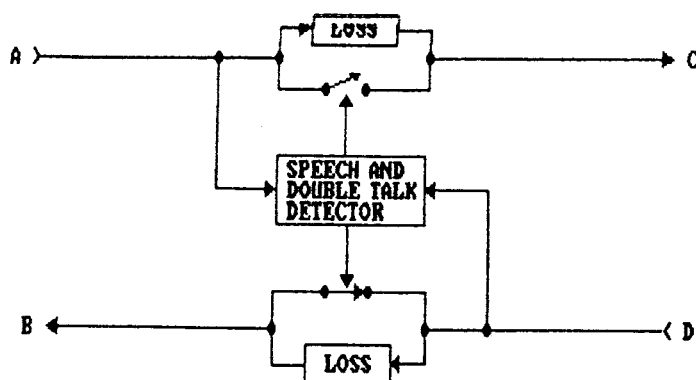 LOSS
A
C
SPEECH AND
DOUBLE TALK
DETECTOR
B
D
LOSS